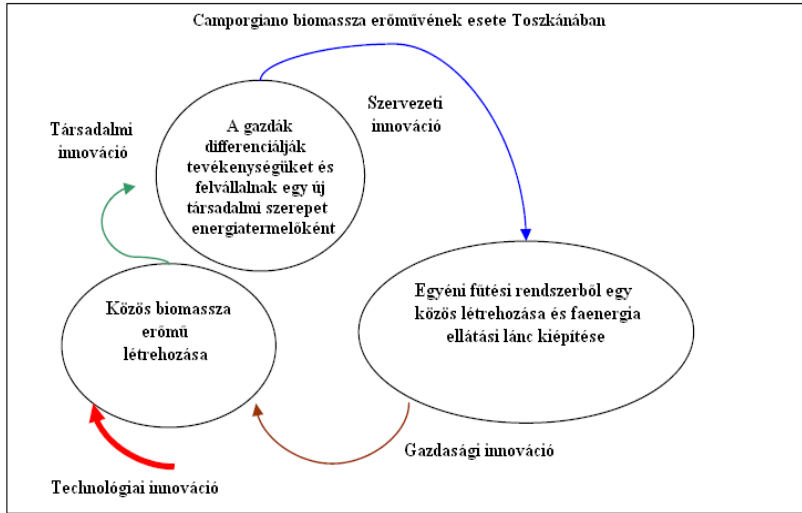 Camporgiano biomassza erőművének esete Toszkánában
Társadalmi
innováció
A gazdák
differenciálják
tevékenységüket és
felvállalnak egy új
társadalmi szerepet
energiatermelőként
Szervezeti
innováció
Közös biomassza
erőmű
létrehozása
Egyéni fűtési rendszerből egy
közös létrehozása és faenergia
ellátási lánc kiépítése
Gazdasági innováció
Technológiai innováció